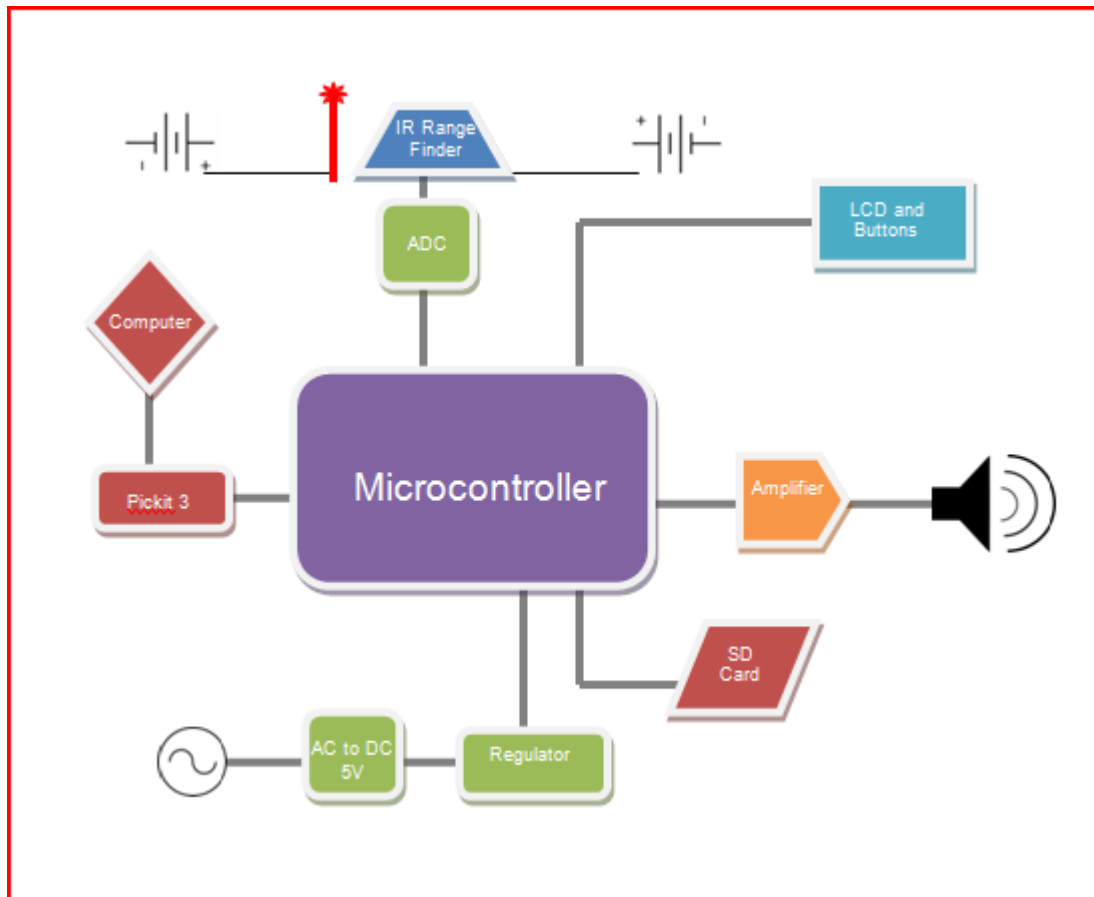 IR Range
Finder
LCD and
Buttons
ADC
Computer
Microcontroller
Amplifier
Pickit 3
SD
Card
AC to DC
5V
Regulator